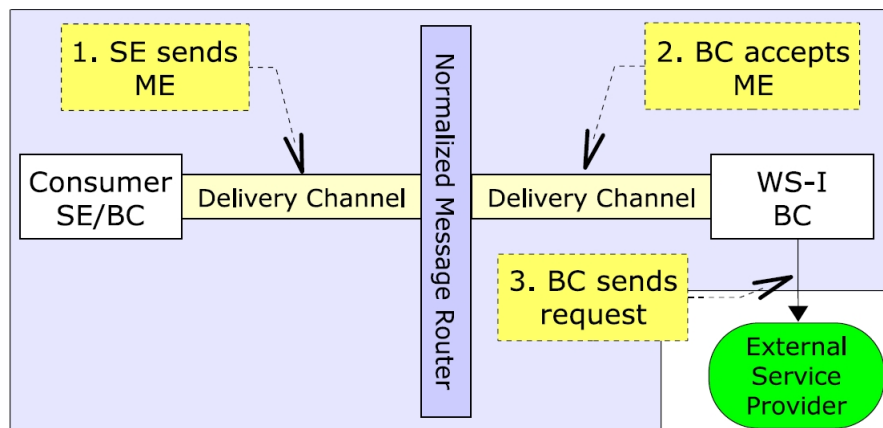 1. SE sends
ME
2. BC accepts
ME
Normalized Message Router
Consumer
SE/BC
Delivery Channel
Delivery Channel
WS-I
BC
3. BC sends
request
External
Service
Provider